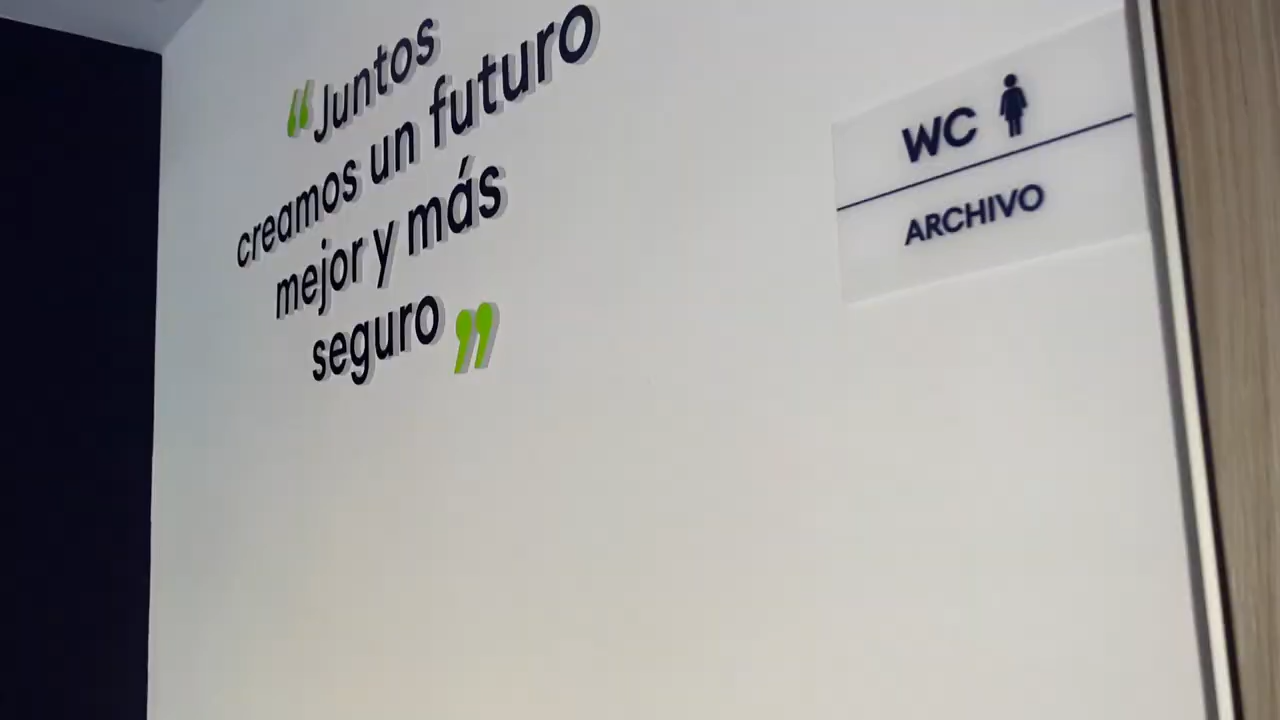 “Juntos
creamos un futuro
mejor y más
seguro”
WC
ARCHIVO